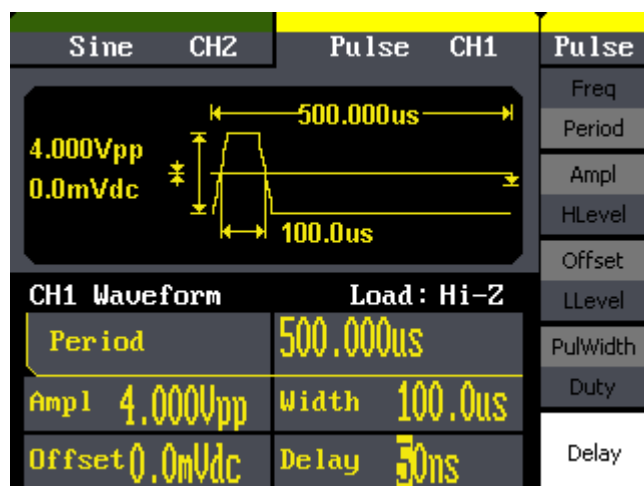 Sine CH2 Pulse CH1 Pulse
500.000us
4.000Vpp
0.0mVdc
100.0us
CH1 Waveform Load: Hi-Z
Period 500.000us
Ampl 4.000Vpp Width 100.0us
Offset 0.0mVdc Delay 50ns
Freq
Period
Ampl
HLevel
Offset
LLevel
PulWidth
Duty
Delay